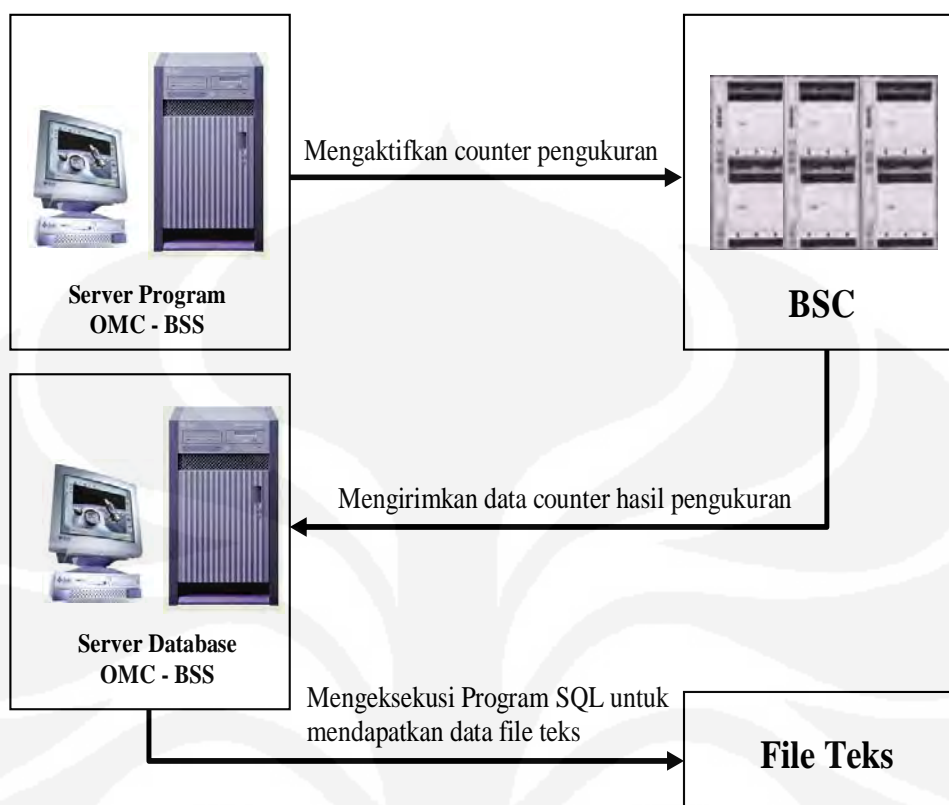 Mengaktifkan counter pengukuran
Server Program
OMC - BSS
BSC
Mengirimkan data counter hasil pengukuran
Server Database
OMC - BSS
Mengeksekusi Program SQL untuk
mendapatkan data file teks
File Teks